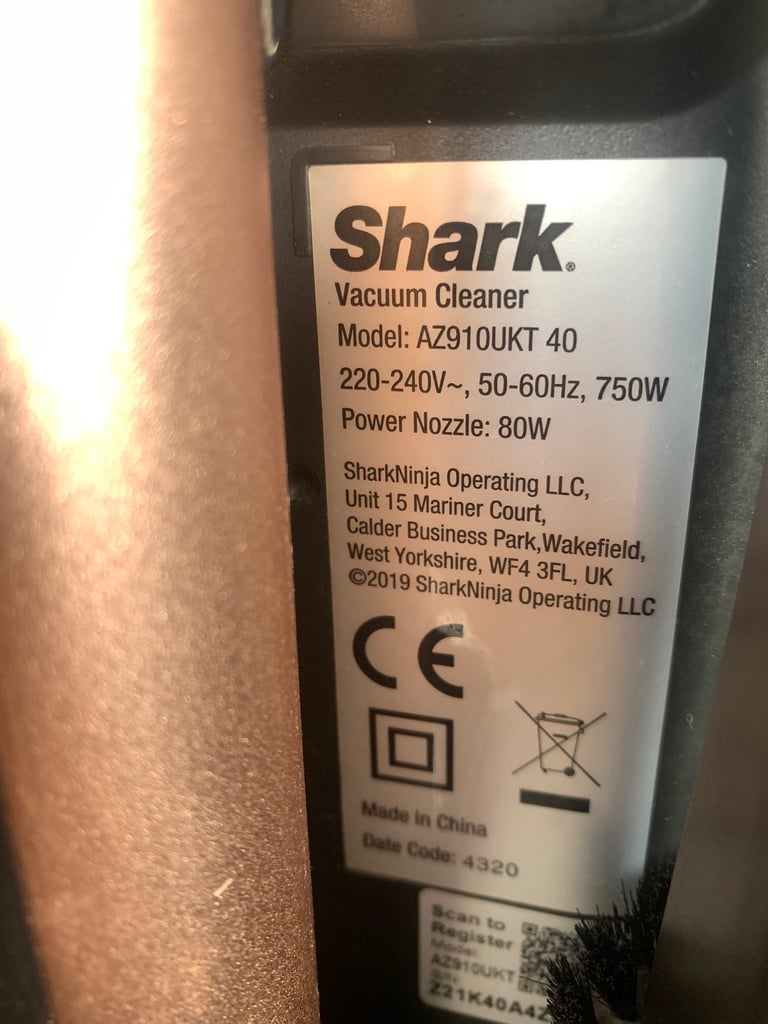 Shark®
Vacuum Cleaner
Model: AZ910UKT 40
220-240V~, 50-60Hz, 750W
Power Nozzle: 80W
SharkNinja Operating LLC,
Unit 15 Mariner Court,
Calder Business Park,Wakefield,
West Yorkshire, WF4 3FL, UK
©2019 SharkNinja Operating LLC
CE
Made in China
Date Code: 4320
Scan to
Register
Model:
AZ910UKT
S/N:
Z21K40A4Z